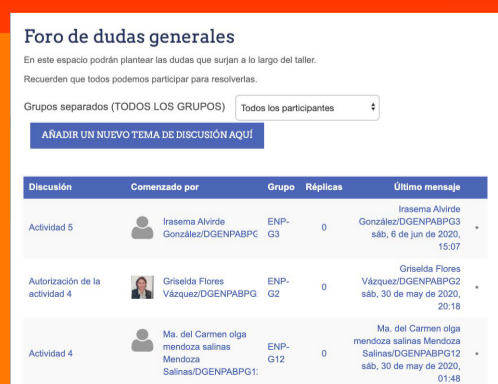 Foro de dudas generales
En este espacio podrán plantear las dudas que surjan a lo largo del taller.
Recuerden que todos podemos participar para resolverlas.
Grupos separados (TODOS LOS GRUPOS) Todos los participantes
AÑADIR UN NUEVO TEMA DE DISCUSIÓN AQUÍ
Discusión Comenzado por Grupo Réplicas Último mensaje
Actividad 5
Irasema Alvirde
González/DGENPABPG
ENP-
G3
0
Irasema Alvirde
González/DGENPABPG3
sáb, 6 de jun de 2020,
15:07
Autorización de la
actividad 4
Griselda Flores
Vázquez/DGENPABPG
ENP-
G2
0
Griselda Flores
Vázquez/DGENPABPG2
sáb, 30 de may de 2020,
20:18
Actividad 4
Ma. del Carmen olga
mendoza salinas
Mendoza
Salinas/DGENPABPG1
ENP-
G12
0
Ma. del Carmen olga
mendoza salinas Mendoza
Salinas/DGENPABPG12
sáb, 30 de may de 2020,
01:48